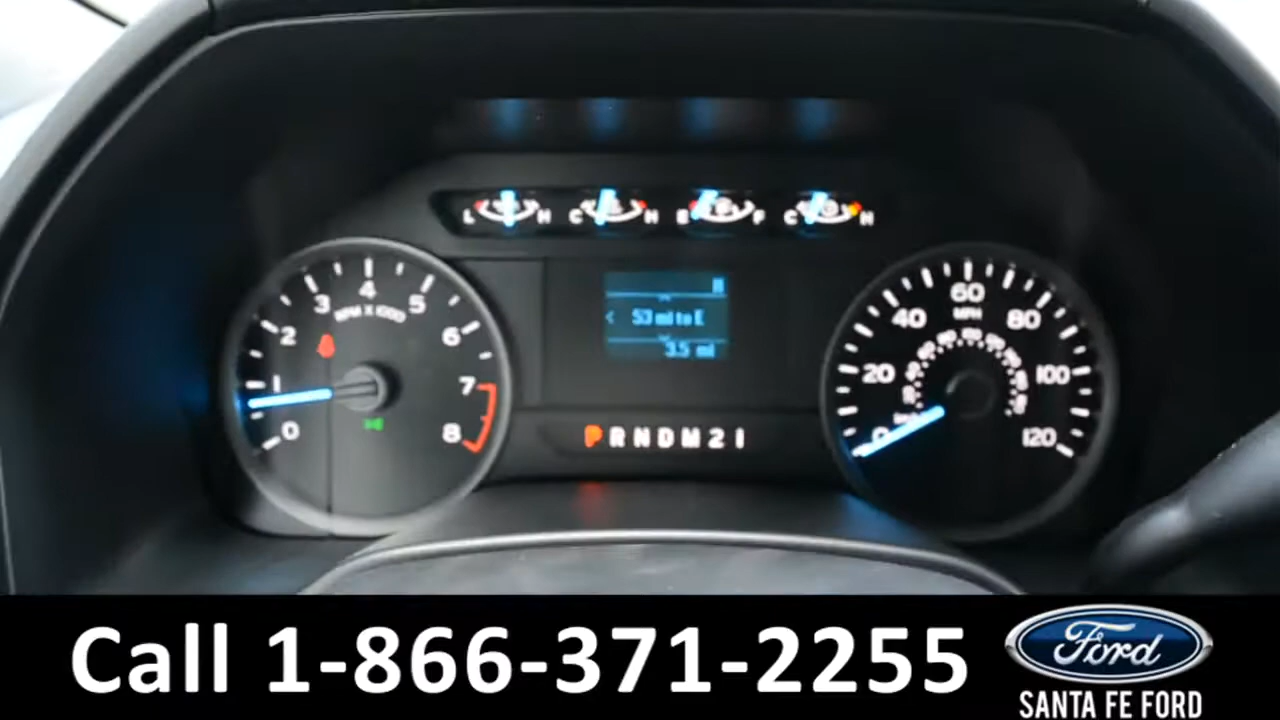 L H C H E F C H
N
53 mi to E
3.5 mi
0 1 2 3 4 5 6 7 8
RPM X 1000
0 20 40 60 80 100 120
MPH
P R N D M 2 1
Call 1-866-371-2255
Ford
SANTA FE FORD